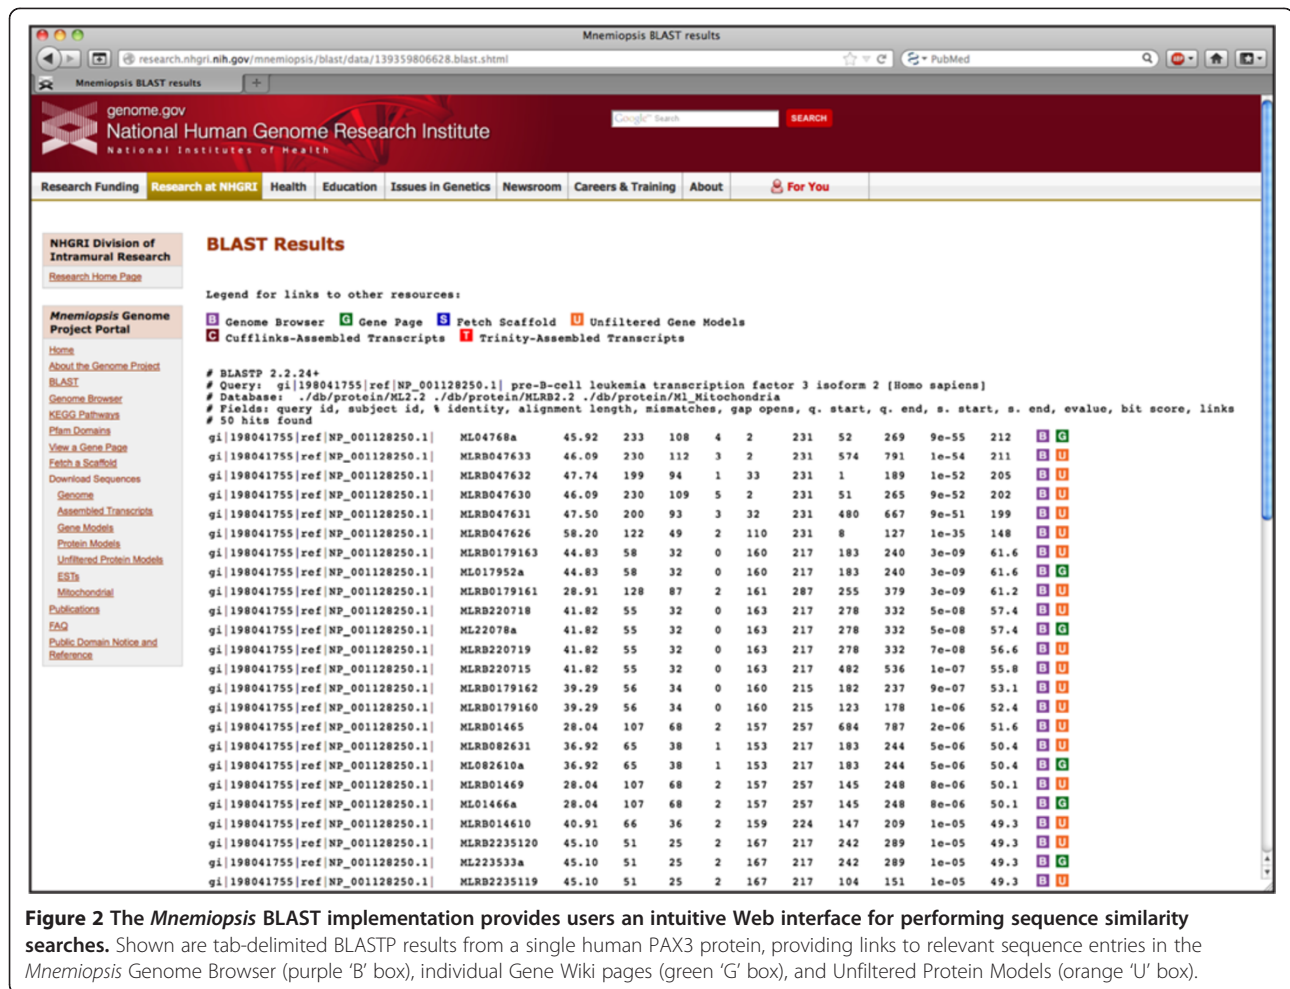 Mnemiopsis BLAST results
research.nhgri.nih.gov/mnemiopsis/blast/data/139359806628.blast.shtml
PubMed
Mnemiopsis BLAST results
genome.gov
National Human Genome Research Institute
National Institutes of Health
Google™ Search
SEARCH
Research Funding Research at NHGRI Health Education Issues in Genetics Newsroom Careers & Training About For You
NHGRI Division of
Intramural Research
Research Home Page
Mnemiopsis Genome
Project Portal
Home
About the Genome Project
BLAST
Genome Browser
KEGG Pathways
Pfam Domains
View a Gene Page
Fetch a Scaffold
Download Sequences
Genome
Assembled Transcripts
Gene Models
Protein Models
Unfiltered Protein Models
ESTs
Mitochondrial
Publications
FAQ
Public Domain Notice and
Reference
BLAST Results
Legend for links to other resources:
B Genome Browser G Gene Page S Fetch Scaffold U Unfiltered Gene Models
C Cufflinks-Assembled Transcripts T Trinity-Assembled Transcripts
# BLASTP 2.2.24+
# Query: gi|198041755|ref|NP_001128250.1| pre-B-cell leukemia transcription factor 3 isoform 2 [Homo sapiens]
# Database: ./db/protein/ML2.2 ./db/protein/MLRB2.2 ./db/protein/Ml_Mitochondria
# Fields: query id, subject id, % identity, alignment length, mismatches, gap opens, q. start, q. end, s. start, s. end, evalue, bit score, links
# 50 hits found
gi|198041755|ref|NP_001128250.1| ML04768a 45.92 233 108 4 2 231 52 269 9e-55 212 B G
gi|198041755|ref|NP_001128250.1| MLRB047633 46.09 230 112 3 2 231 574 791 1e-54 211 B U
gi|198041755|ref|NP_001128250.1| MLRB047632 47.74 199 94 1 33 231 1 189 1e-52 205 B U
gi|198041755|ref|NP_001128250.1| MLRB047630 46.09 230 109 5 2 231 51 265 9e-52 202 B U
gi|198041755|ref|NP_001128250.1| MLRB047631 47.50 200 93 3 32 231 480 667 9e-51 199 B U
gi|198041755|ref|NP_001128250.1| MLRB047626 58.20 122 49 2 110 231 8 127 1e-35 148 B U
gi|198041755|ref|NP_001128250.1| MLRB0179163 44.83 58 32 0 160 217 183 240 3e-09 61.6 B U
gi|198041755|ref|NP_001128250.1| ML017952a 44.83 58 32 0 160 217 183 240 3e-09 61.6 B G
gi|198041755|ref|NP_001128250.1| MLRB0179161 28.91 128 87 2 161 287 255 379 3e-09 61.2 B U
gi|198041755|ref|NP_001128250.1| MLRB220718 41.82 55 32 0 163 217 278 332 5e-08 57.4 B U
gi|198041755|ref|NP_001128250.1| ML22078a 41.82 55 32 0 163 217 278 332 5e-08 57.4 B G
gi|198041755|ref|NP_001128250.1| MLRB220719 41.82 55 32 0 163 217 278 332 7e-08 56.6 B U
gi|198041755|ref|NP_001128250.1| MLRB220715 41.82 55 32 0 163 217 482 536 1e-07 55.8 B U
gi|198041755|ref|NP_001128250.1| MLRB0179162 39.29 56 34 0 160 215 182 237 9e-07 53.1 B U
gi|198041755|ref|NP_001128250.1| MLRB0179160 39.29 56 34 0 160 215 123 178 1e-06 52.4 B U
gi|198041755|ref|NP_001128250.1| MLRB01465 28.04 107 68 2 157 257 684 787 2e-06 51.6 B U
gi|198041755|ref|NP_001128250.1| MLRB082631 36.92 65 38 1 153 217 183 244 5e-06 50.4 B U
gi|198041755|ref|NP_001128250.1| ML082610a 36.92 65 38 1 153 217 183 244 5e-06 50.4 B G
gi|198041755|ref|NP_001128250.1| MLRB01469 28.04 107 68 2 157 257 145 248 8e-06 50.1 B U
gi|198041755|ref|NP_001128250.1| ML01466a 28.04 107 68 2 157 257 145 248 8e-06 50.1 B G
gi|198041755|ref|NP_001128250.1| MLRB014610 40.91 66 36 2 159 224 147 209 1e-05 49.3 B U
gi|198041755|ref|NP_001128250.1| MLRB2235120 45.10 51 25 2 167 217 242 289 1e-05 49.3 B U
gi|198041755|ref|NP_001128250.1| ML223533a 45.10 51 25 2 167 217 242 289 1e-05 49.3 B G
gi|198041755|ref|NP_001128250.1| MLRB2235119 45.10 51 25 2 167 217 104 151 1e-05 49.3 B U
Figure 2 The Mnemiopsis BLAST implementation provides users an intuitive Web interface for performing sequence similarity
searches. Shown are tab-delimited BLASTP results from a single human PAX3 protein, providing links to relevant sequence entries in the
Mnemiopsis Genome Browser (purple ‘B’ box), individual Gene Wiki pages (green ‘G’ box), and Unfiltered Protein Models (orange ‘U’ box).